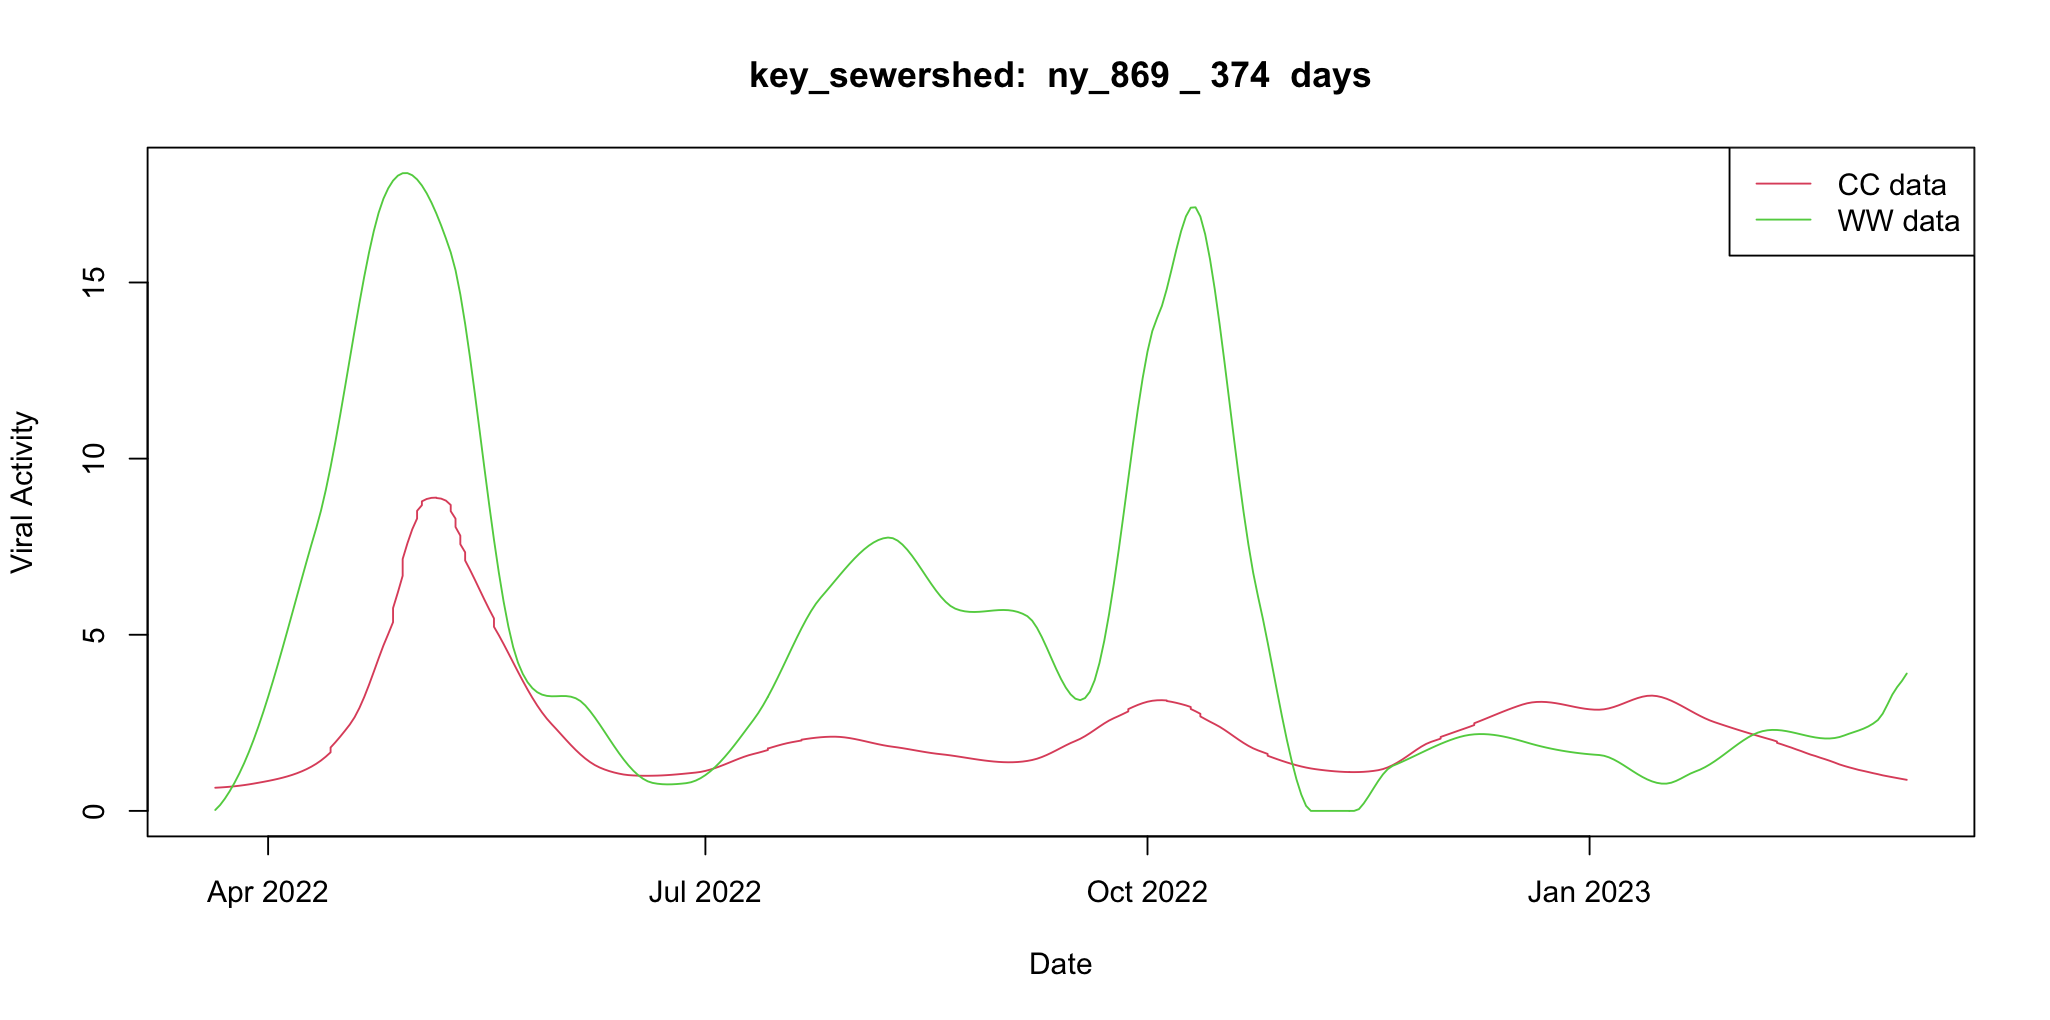 key_sewershed:  ny_869 _ 374  days
CC data
WW data
Viral Activity
15
10
5
0
Apr 2022
Jul 2022
Oct 2022
Jan 2023
Date